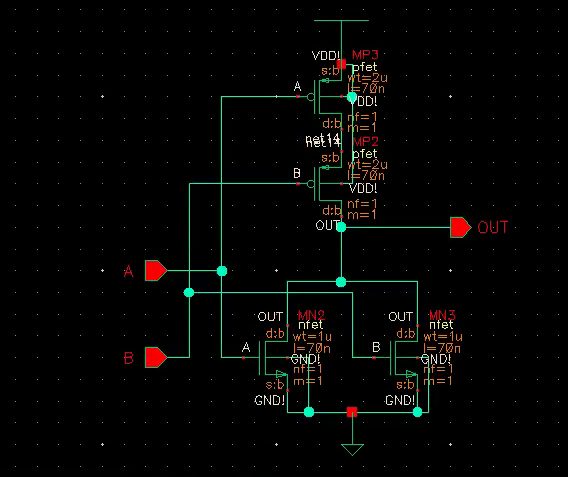 VDD! MP3
s:b pfet
wt=2u
A l=70n
VDD!
nf=1
d:b m=1
net14 MP2
net14 pfet
s:b wt=2u
B l=70n
VDD!
nf=1
d:b m=1
OUT OUT
A
OUT MN2 OUT MN3
nfet nfet
d:b wt=1u d:b wt=1u
A l=70n B l=70n
B GND! GND!
nf=1 nf=1
s:b m=1 s:b m=1
GND! GND!